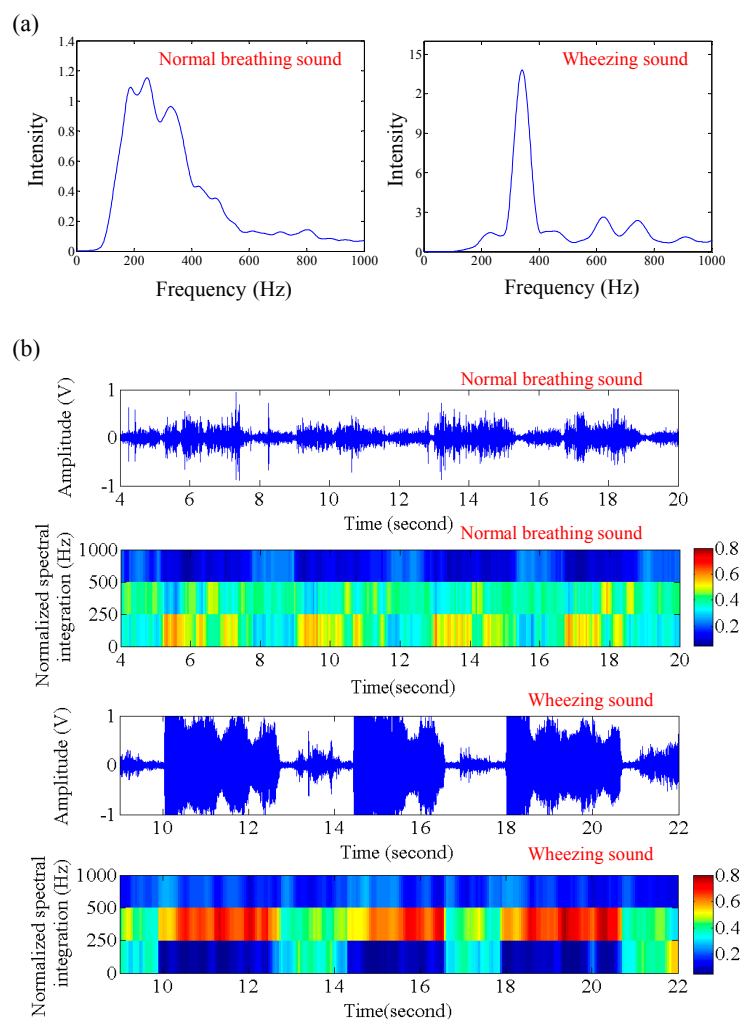 (a)
1.4
1.2
1
0.8
0.6
0.4
0.2
0
0 200 400 600 800 1000
Normal breathing sound
Intensity
Frequency (Hz)
15
12
9
6
3
0
0 200 400 600 800 1000
Wheezing sound
Intensity
Frequency (Hz)
(b)
Normal breathing sound
Amplitude (V)
1
0
-1
4 6 8 10 12 14 16 18 20
Time (second)
Normal breathing sound
Normalized spectral
integration (Hz)
1000
500
250
0
4 6 8 10 12 14 16 18 20
0.8
0.6
0.4
0.2
Time(second)
Wheezing sound
Amplitude (V)
1
0
-1
10 12 14 16 18 20 22
Time (second)
Wheezing sound
Normalized spectral
integration (Hz)
1000
500
250
0
10 12 14 16 18 20 22
0.8
0.6
0.4
0.2
Time(second)